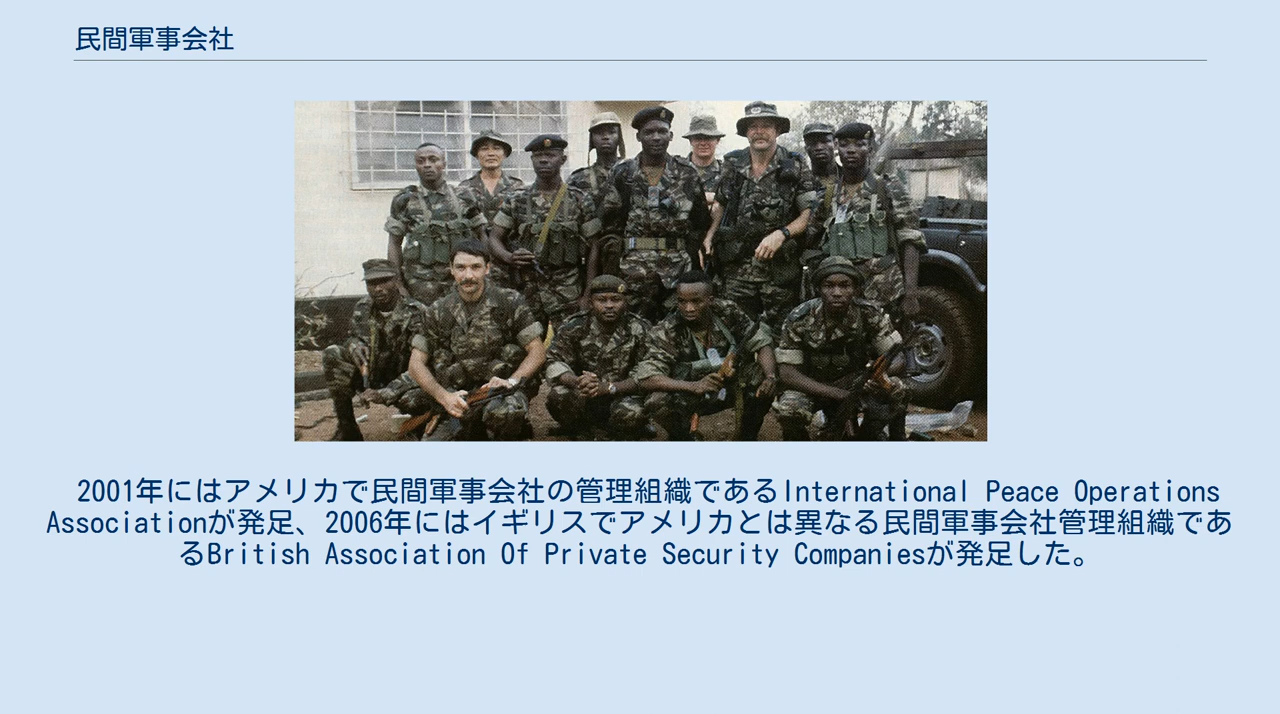 民間軍事会社
2001年にはアメリカで民間軍事会社の管理組織であるInternational Peace Operations
Associationが発足、2006年にはイギリスでアメリカとは異なる民間軍事会社管理組織であ
るBritish Association Of Private Security Companiesが発足した。